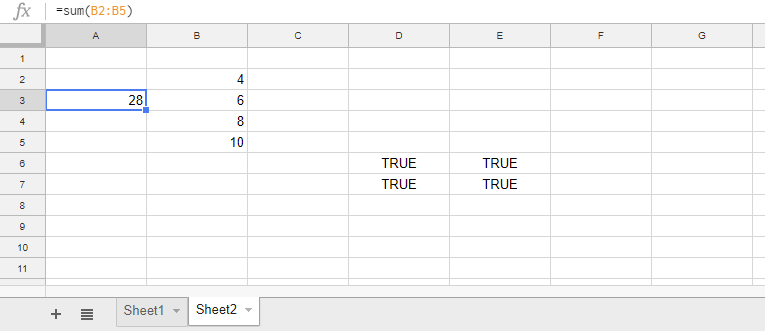 fx =sum(B2:B5)
A B C D E F G
1
2 4
3 28 6
4 8
5 10
6 TRUE TRUE
7 TRUE TRUE
8
9
10
11
+ Sheet1 Sheet2